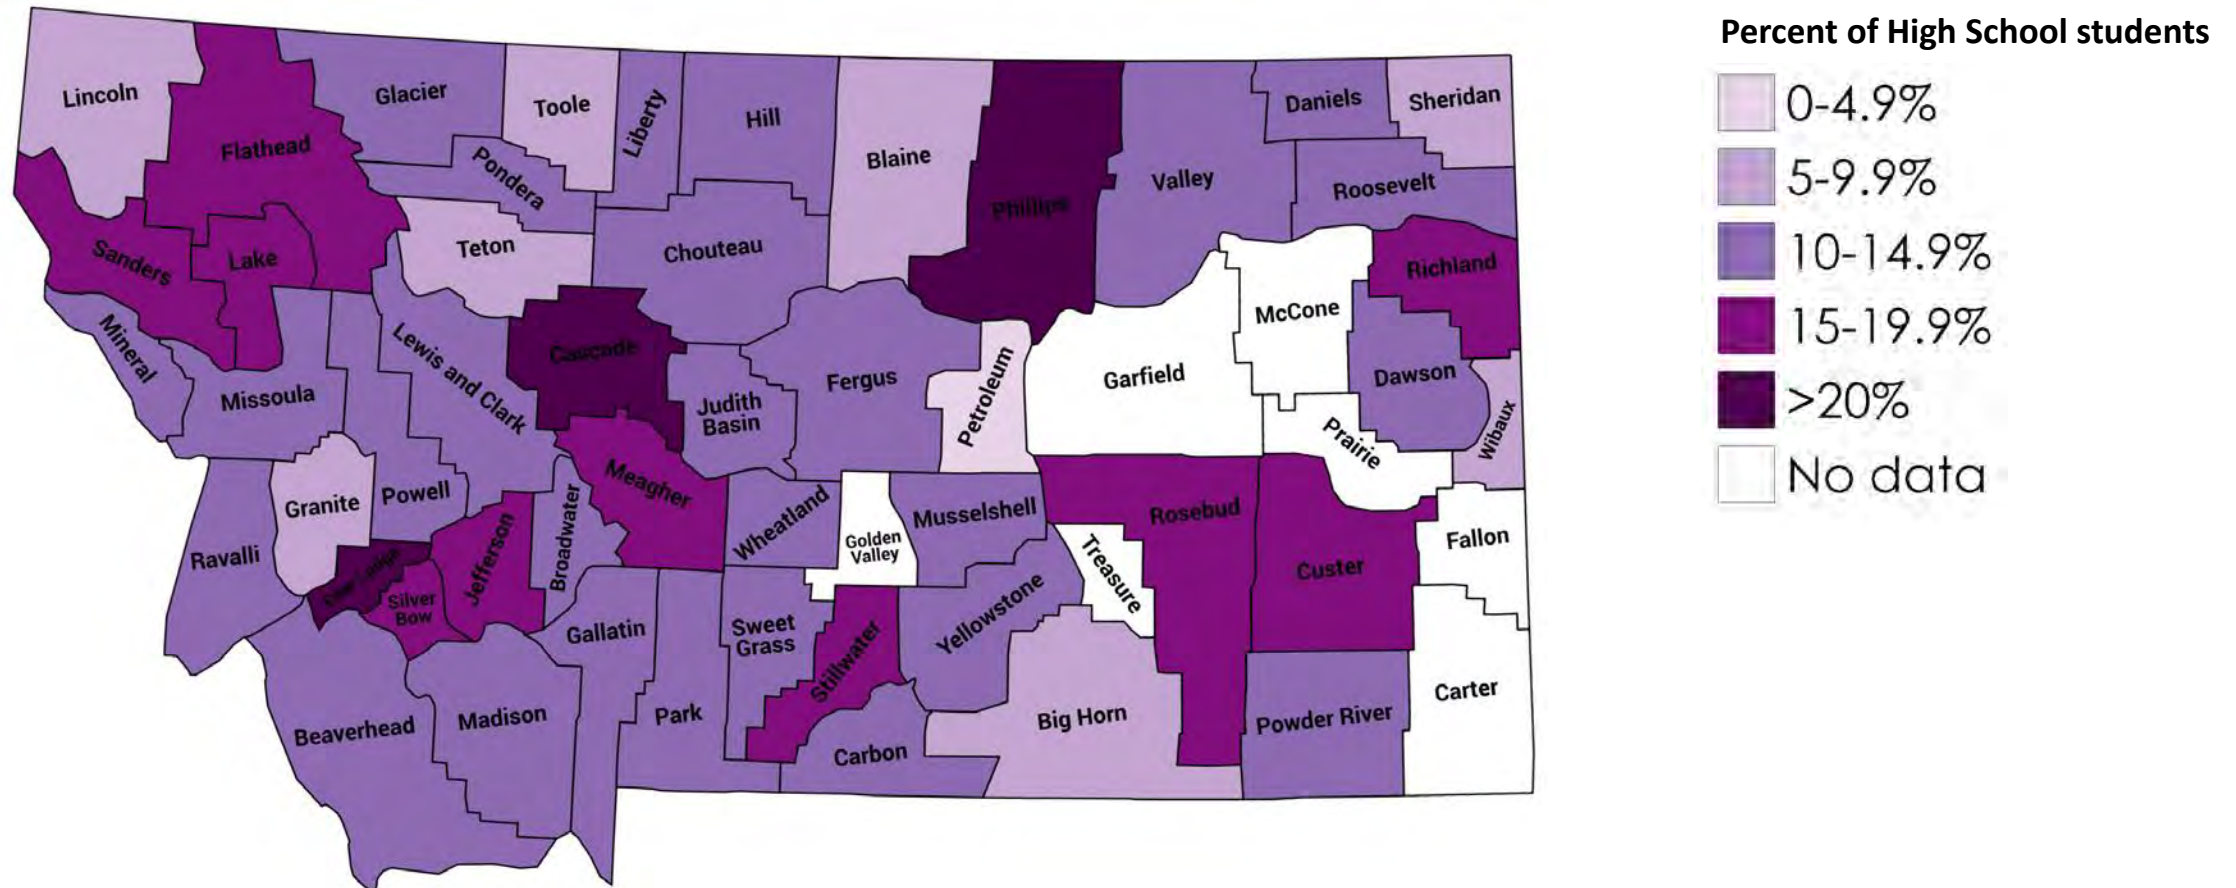 Percent of High School students
0-4.9%
5-9.9%
10-14.9%
15-19.9%
>20%
No data
Lincoln
Flathead
Glacier
Toole
Liberty
Hill
Blaine
Phillips
Valley
Daniels
Sheridan
Roosevelt
Pondera
Teton
Chouteau
Sanders
Lake
Richland
McCone
Mineral
Missoula
Lewis and Clark
Cascade
Judith
Basin
Fergus
Petroleum
Garfield
Dawson
Wibaux
Prairie
Granite
Powell
Meagher
Broadwater
Jefferson
Wheatland
Golden
Valley
Musselshell
Rosebud
Treasure
Custer
Fallon
Ravalli
Deer Lodge
Silver
Bow
Gallatin
Sweet
Grass
Stillwater
Yellowstone
Beaverhead
Madison
Park
Carbon
Big Horn
Powder River
Carter